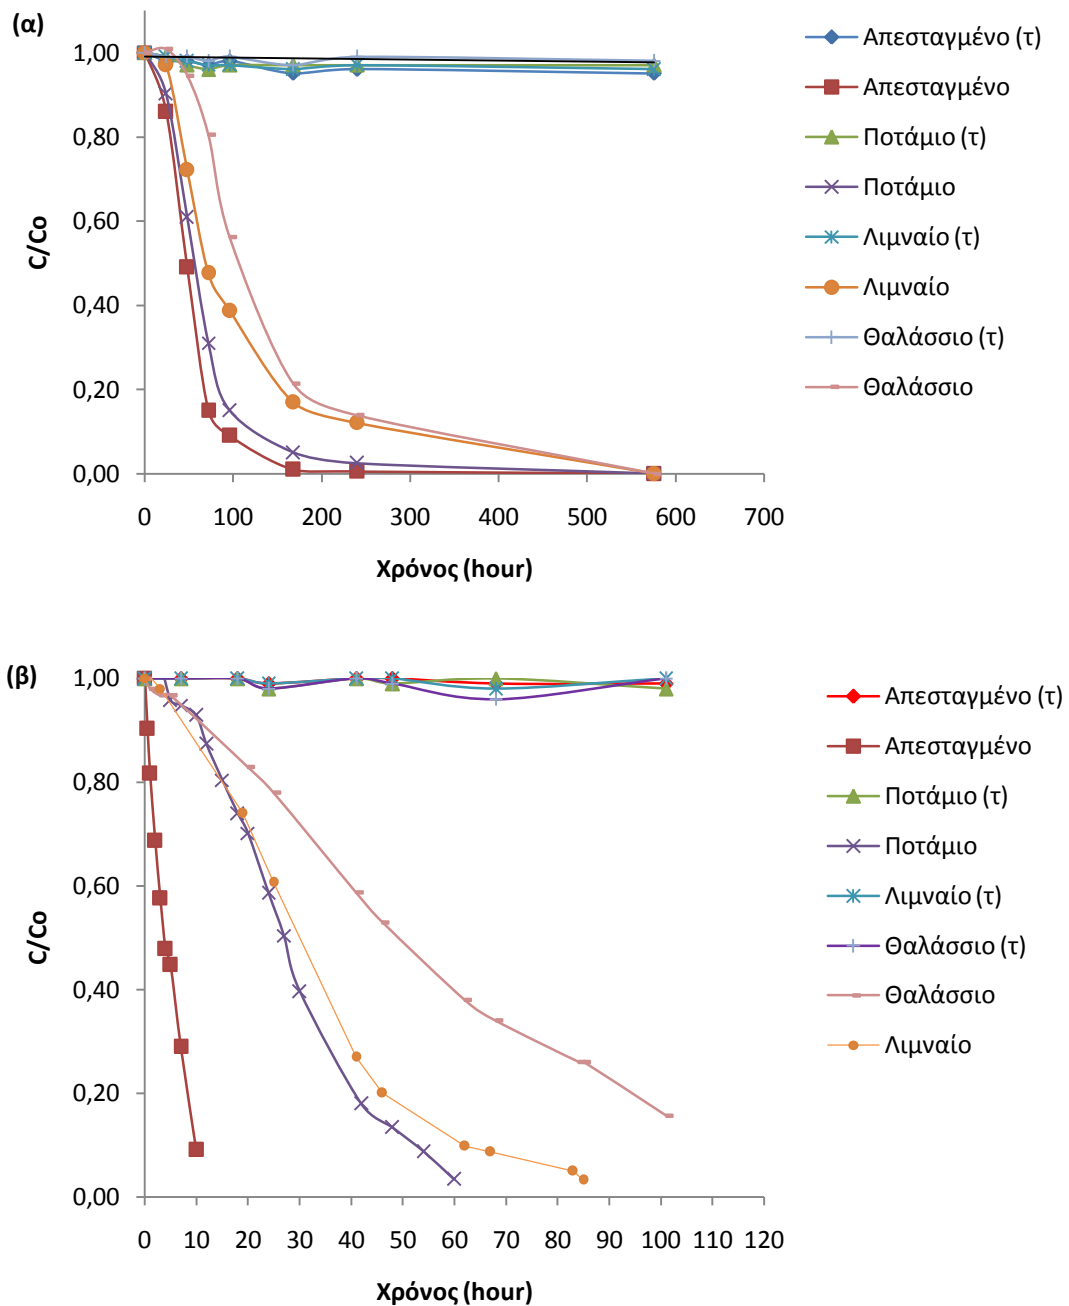 (α)
1,00
0,80
0,60
0,40
0,20
0,00
C/Co
0 100 200 300 400 500 600 700
Χρόνος (hour)
Απεσταγμένο (τ)
Απεσταγμένο
Ποτάμιο (τ)
Ποτάμιο
Λιμναίο (τ)
Λιμναίο
Θαλάσσιο (τ)
Θαλάσσιο
(β)
1,00
0,80
0,60
0,40
0,20
0,00
C/Co
0 10 20 30 40 50 60 70 80 90 100 110 120
Χρόνος (hour)
Απεσταγμένο (τ)
Απεσταγμένο
Ποτάμιο (τ)
Ποτάμιο
Λιμναίο (τ)
Θαλάσσιο (τ)
Θαλάσσιο
Λιμναίο